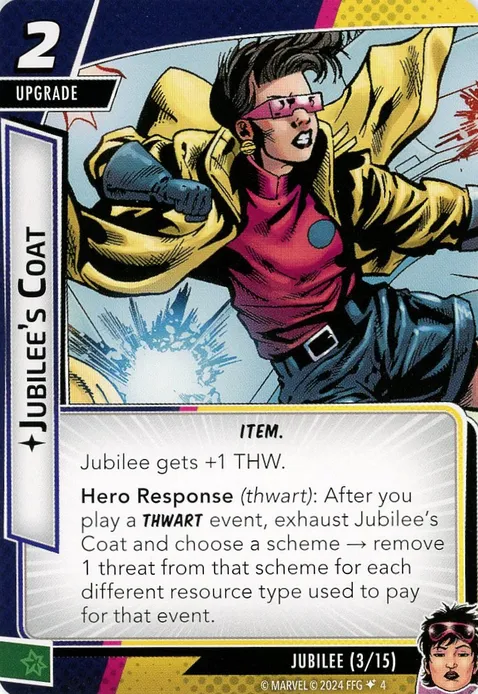 2
UPGRADE
JUBILEE'S COAT
ITEM.
Jubilee gets +1 THW.
Hero Response (thwart): After you
play a THWART event, exhaust Jubilee's
Coat and choose a scheme → remove
1 threat from that scheme for each
different resource type used to pay
for that event.
JUBILEE (3/15)
© MARVEL © 2024 FFG 4